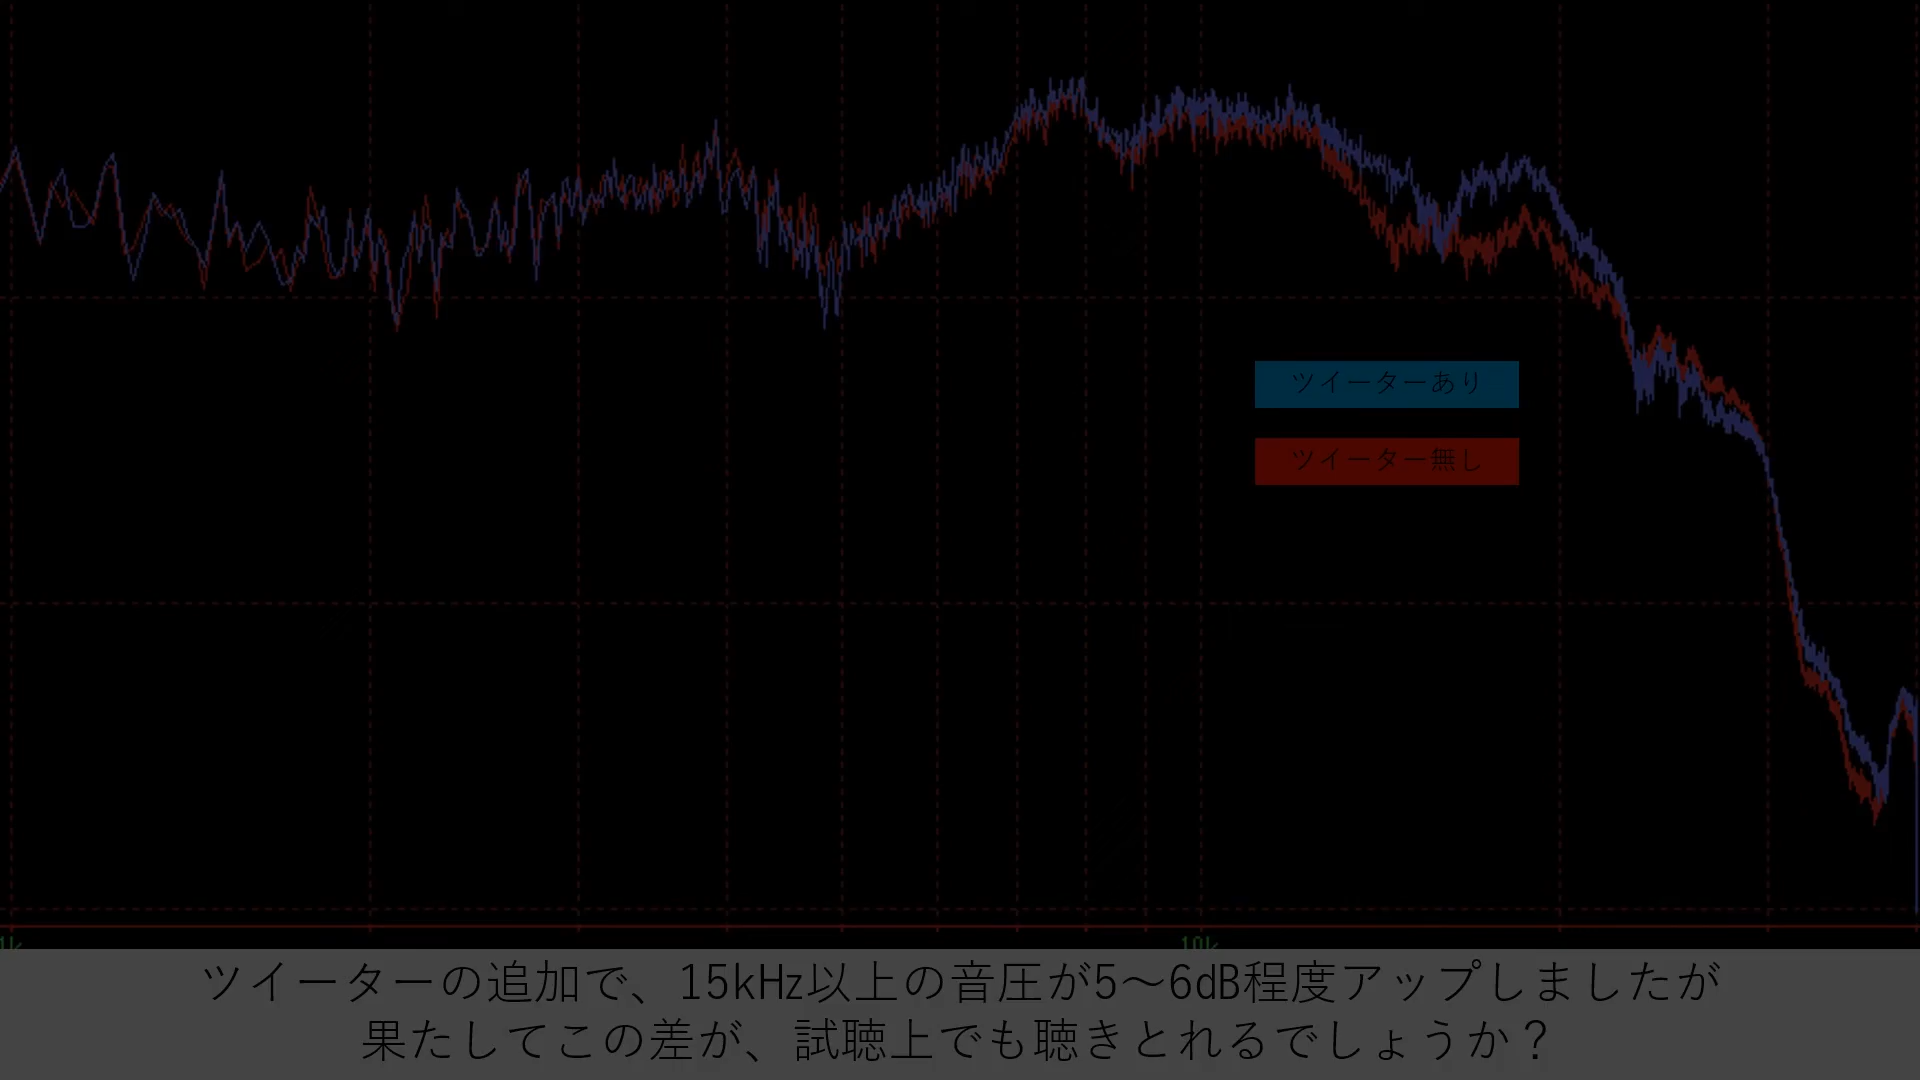 ツイーターあり
ツイーター無し
1k
10k
ツイーターの追加で、15kHz以上の音圧が5～6dB程度アップしましたが
果たしてこの差が、試聴上でも聴きとれるでしょうか？